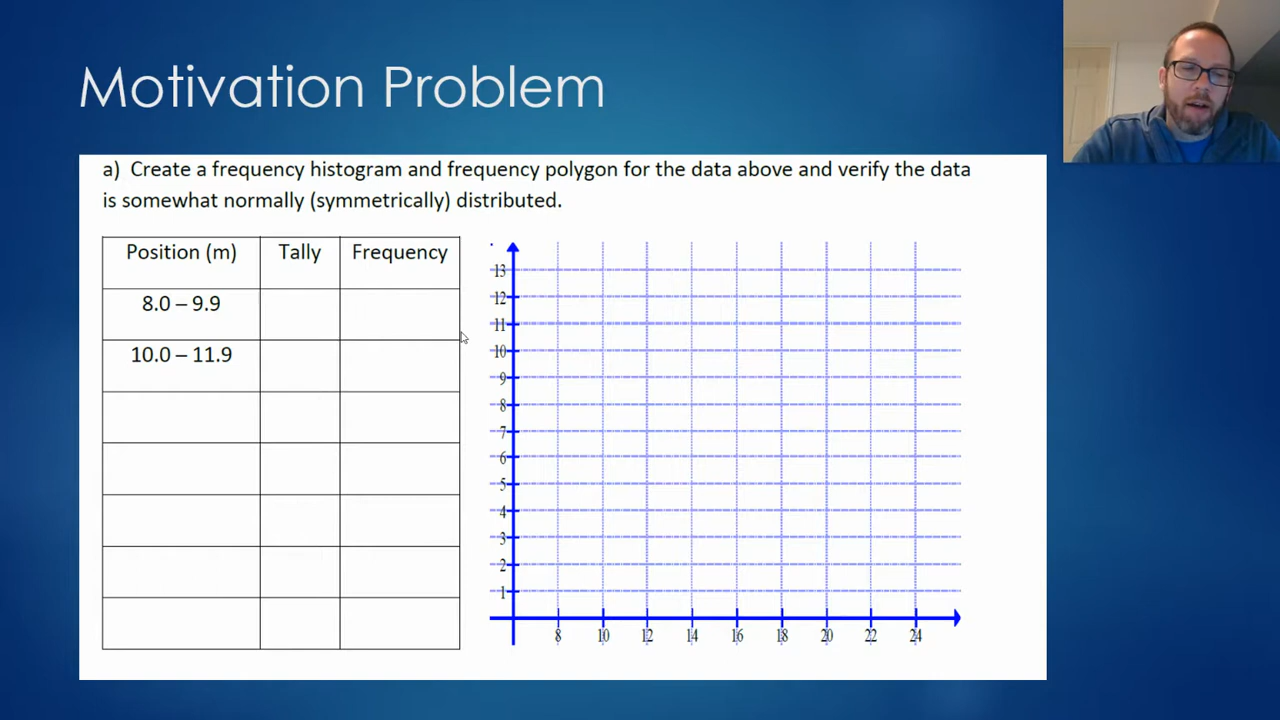 Motivation Problem
a) Create a frequency histogram and frequency polygon for the data above and verify the data
is somewhat normally (symmetrically) distributed.
Position (m) Tally Frequency
8.0 – 9.9
10.0 – 11.9
13
12
11
10
9
8
7
6
5
4
3
2
1
8 10 12 14 16 18 20 22 24